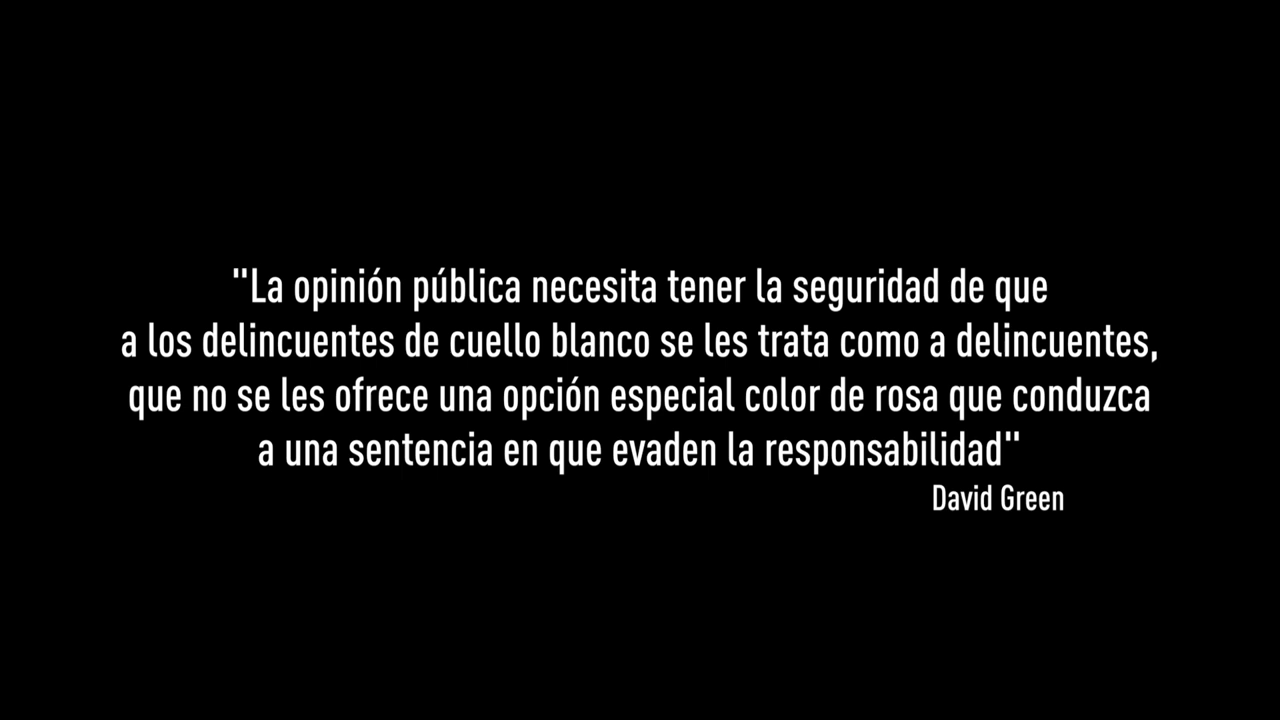 "La opinión pública necesita tener la seguridad de que
a los delincuentes de cuello blanco se les trata como a delincuentes,
que no se les ofrece una opción especial color de rosa que conduzca
a una sentencia en que evaden la responsabilidad"
David Green